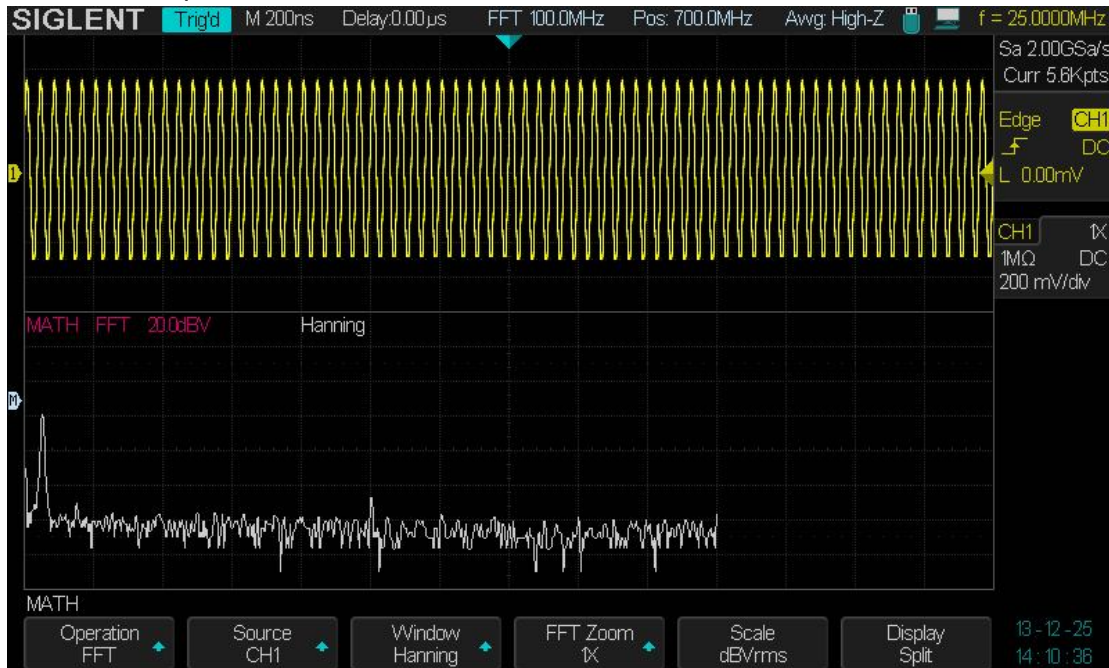 SIGLENT Trig'd M 200ns Delay:0.00µs FFT 100.0MHz Pos: 700.0MHz Awg: High-Z f = 25.0000MHz
Sa 2.00GSa/s
Curr 5.6Kpts
Edge CH1
DC
L 0.00mV
1
CH1 1X
1MΩ DC
200 mV/div
MATH FFT 20.0dBV Hanning
M
MATH
Operation
FFT
Source
CH1
Window
Hanning
FFT Zoom
1X
Scale
dBVrms
Display
Split
13-12-25
14:10:36